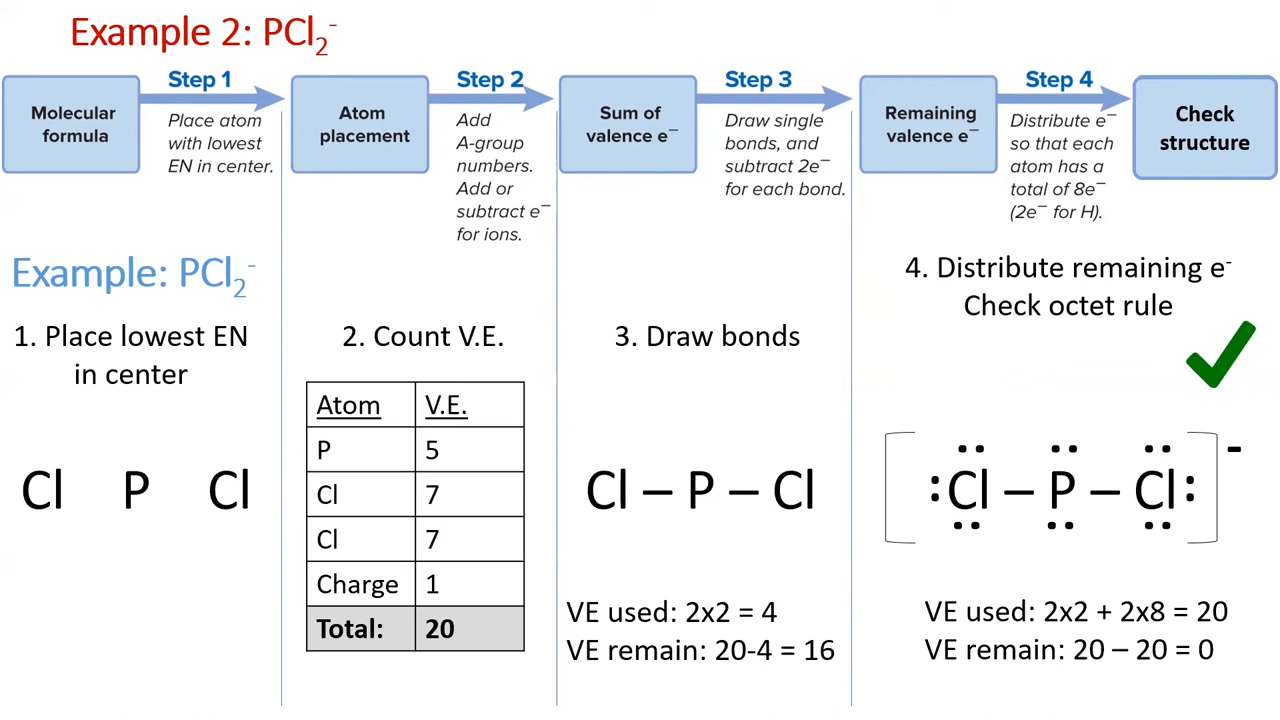 Example 2: PCl₂⁻
Molecular
formula
Step 1
Place atom
with lowest
EN in center.
Atom
placement
Step 2
Add
A-group
numbers.
Add or
subtract e⁻
for ions.
Sum of
valence e⁻
Step 3
Draw single
bonds, and
subtract 2e⁻
for each bond.
Remaining
valence e⁻
Step 4
Distribute e⁻
so that each
atom has a
total of 8e⁻
(2e⁻ for H).
Check
structure
Example: PCl₂⁻
1. Place lowest EN
in center
Cl P Cl
2. Count V.E.
Atom V.E.
P 5
Cl 7
Cl 7
Charge 1
Total: 20
3. Draw bonds
Cl – P – Cl
VE used: 2x2 = 4
VE remain: 20-4 = 16
4. Distribute remaining e⁻
Check octet rule
[:Cl – P – Cl:]⁻
VE used: 2x2 + 2x8 = 20
VE remain: 20 – 20 = 0